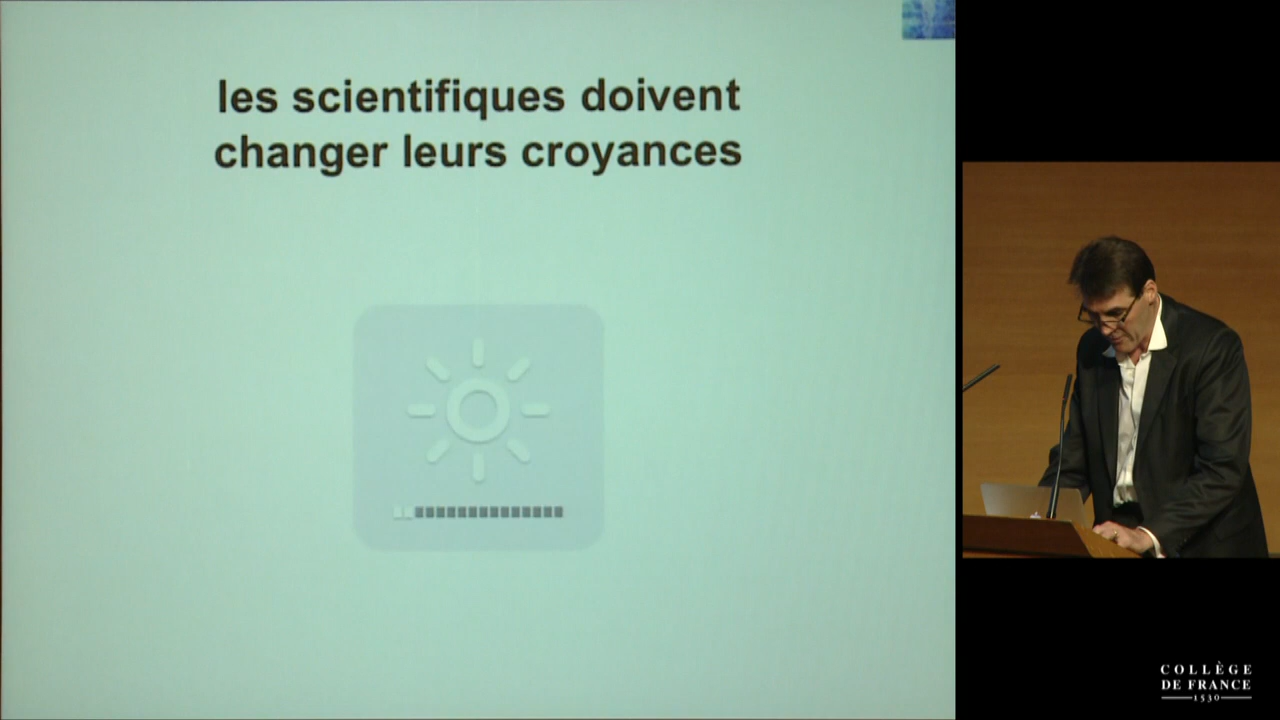 les scientifiques doivent
changer leurs croyances
COLLÈGE
DE FRANCE
1530